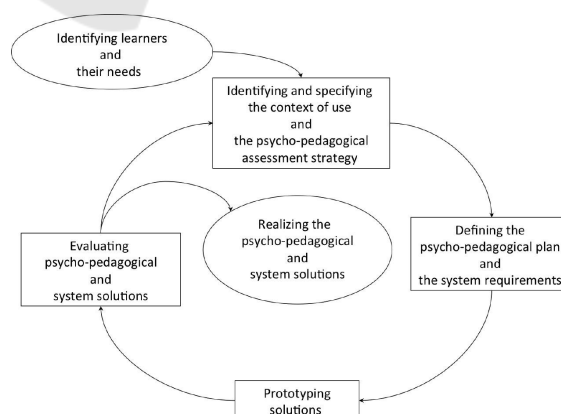 Identifying learners
and
their needs
Identifying and specifying
the context of use
and
the psycho-pedagogical
assessment strategy
Realizing the
psycho-pedagogical
and
system solutions
Defining the
psycho-pedagogical plan
and
the system requirements
Evaluating
psycho-pedagogical
and
system solutions
Prototyping
solutions